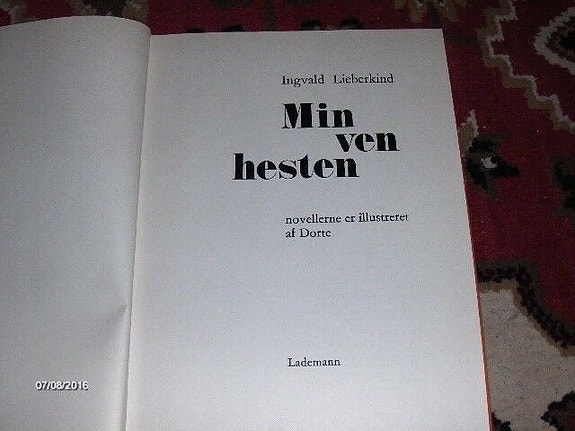 Ingvald Lieberkind
Min
ven
hesten
novellerne er illustreret
af Dorte
Lademann
07/08/2016